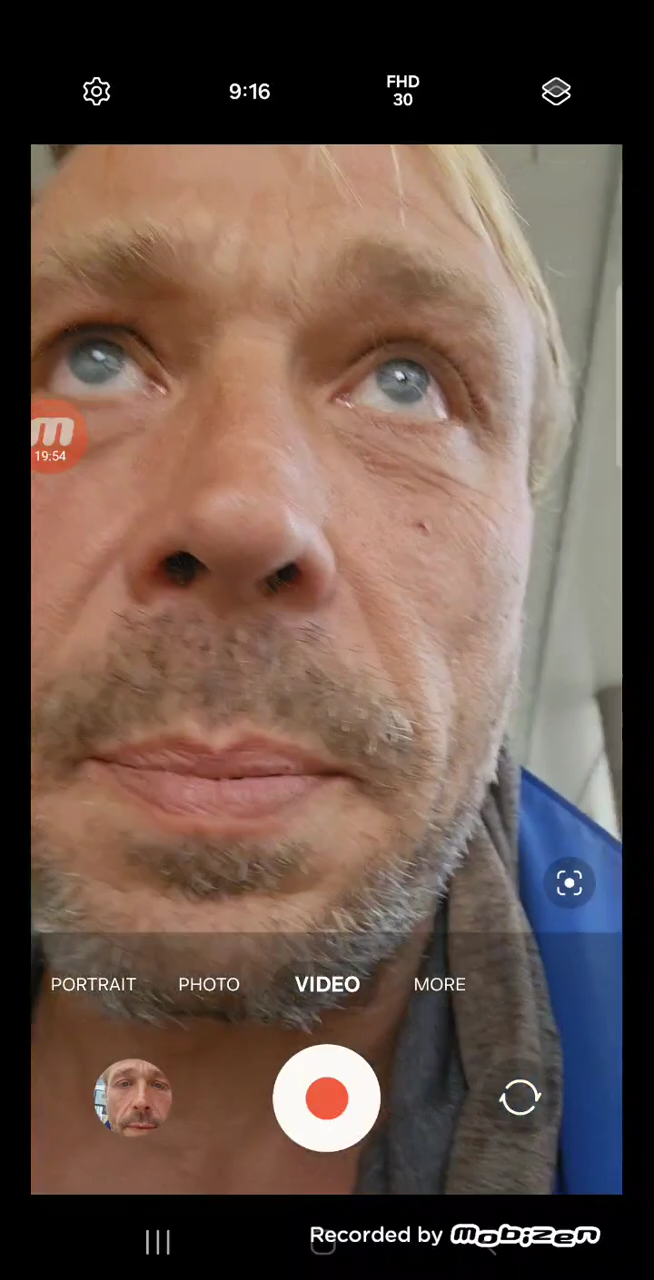 9:16
FHD
30
m
19:54
PORTRAIT
PHOTO
VIDEO
MORE
Recorded by mobizen